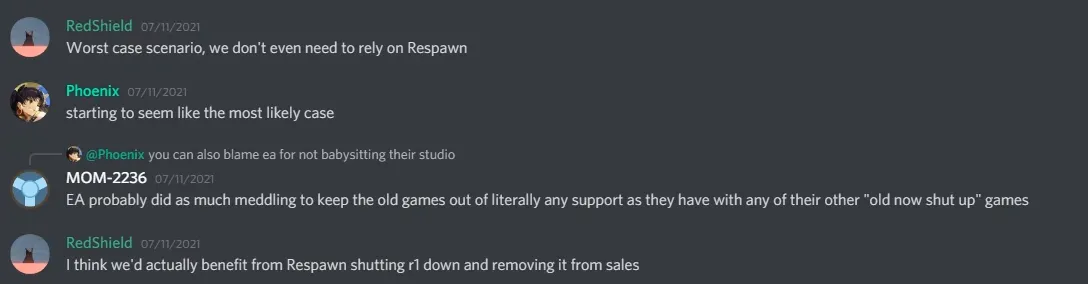 RedShield 07/11/2021
Worst case scenario, we don't even need to rely on Respawn
Phoenix 07/11/2021
starting to seem like the most likely case
@Phoenix you can also blame ea for not babysitting their studio
MOM-2236 07/11/2021
EA probably did as much meddling to keep the old games out of literally any support as they have with any of their other "old now shut up" games
RedShield 07/11/2021
I think we'd actually benefit from Respawn shutting r1 down and removing it from sales